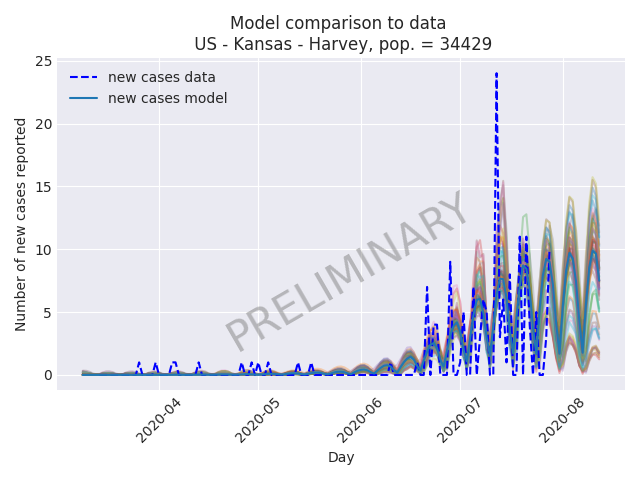 Model comparison to data
US - Kansas - Harvey, pop. = 34429
new cases data
new cases model
PRELIMINARY
Number of new cases reported
25
20
15
10
5
0
2020-04
2020-05
2020-06
2020-07
2020-08
Day